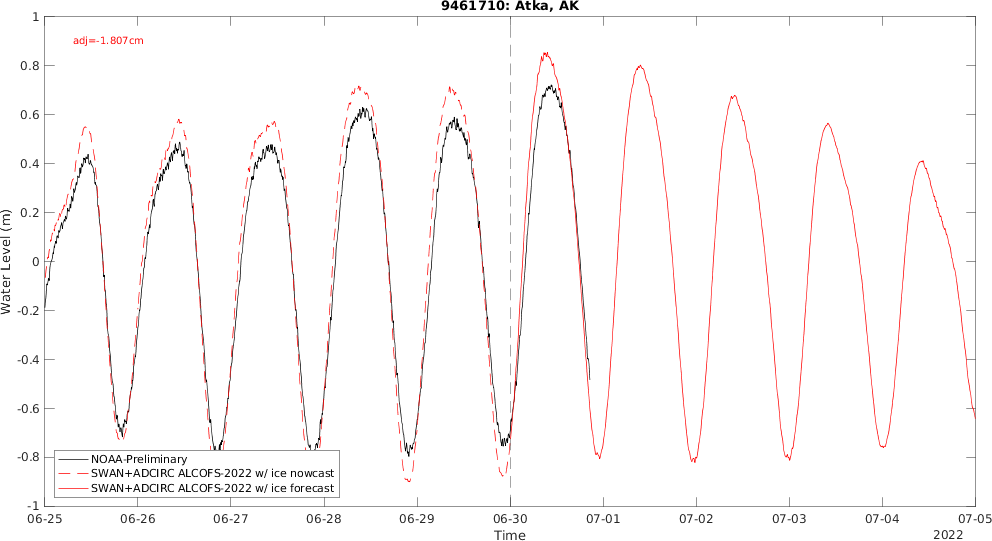 9461710: Atka, AK
adj=-1.807cm
Water Level (m)
1
0.8
0.6
0.4
0.2
0
-0.2
-0.4
-0.6
-0.8
-1
NOAA-Preliminary
SWAN+ADCIRC ALCOFS-2022 w/ ice nowcast
SWAN+ADCIRC ALCOFS-2022 w/ ice forecast
06-25 06-26 06-27 06-28 06-29 06-30 07-01 07-02 07-03 07-04 07-05
Time
2022